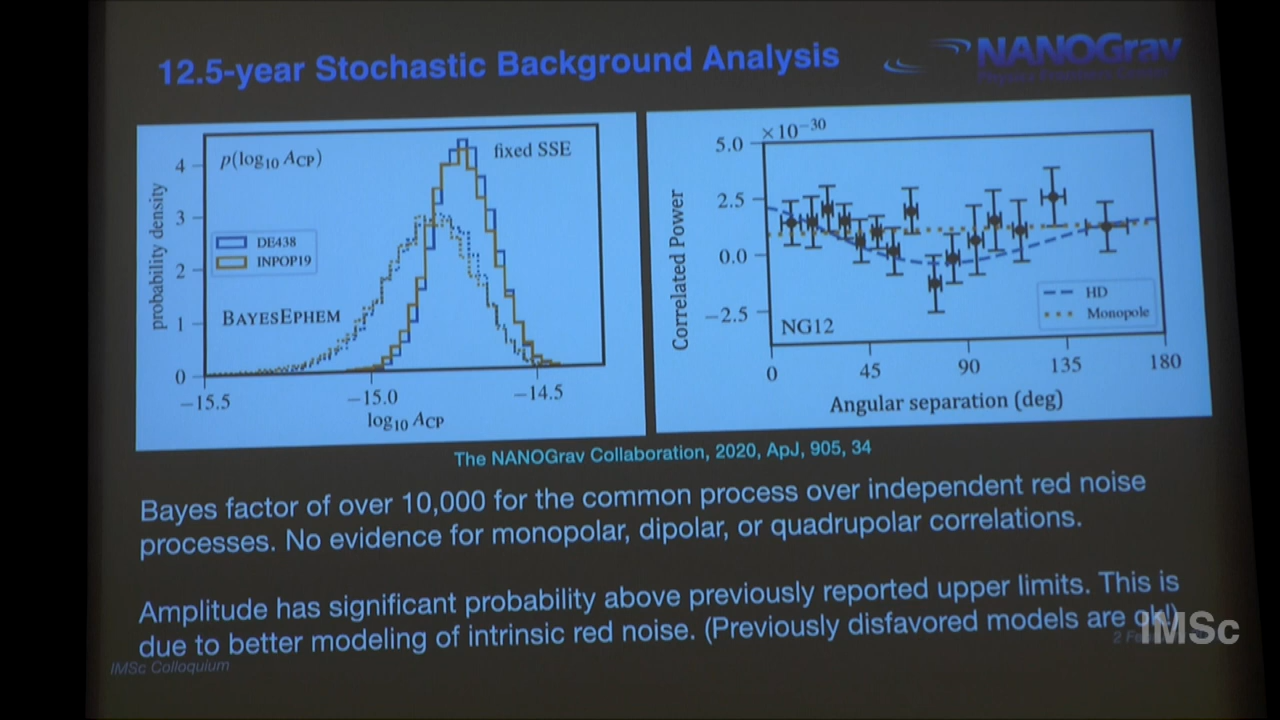 12.5-year Stochastic Background Analysis
NANOGrav
p(log10 ACP)
fixed SSE
DE438
INPOP19
BAYESEPHEM
probability density
4
3
2
1
0
−15.5
−15.0
−14.5
log10 ACP
×10−30
5.0
2.5
0.0
−2.5
Correlated Power
HD
Monopole
NG12
0
45
90
135
180
Angular separation (deg)
The NANOGrav Collaboration, 2020, ApJ, 905, 34
Bayes factor of over 10,000 for the common process over independent red noise
processes. No evidence for monopolar, dipolar, or quadrupolar correlations.
Amplitude has significant probability above previously reported upper limits. This is
due to better modeling of intrinsic red noise. (Previously disfavored models are ok!)
IMSc Colloquium
IMSc